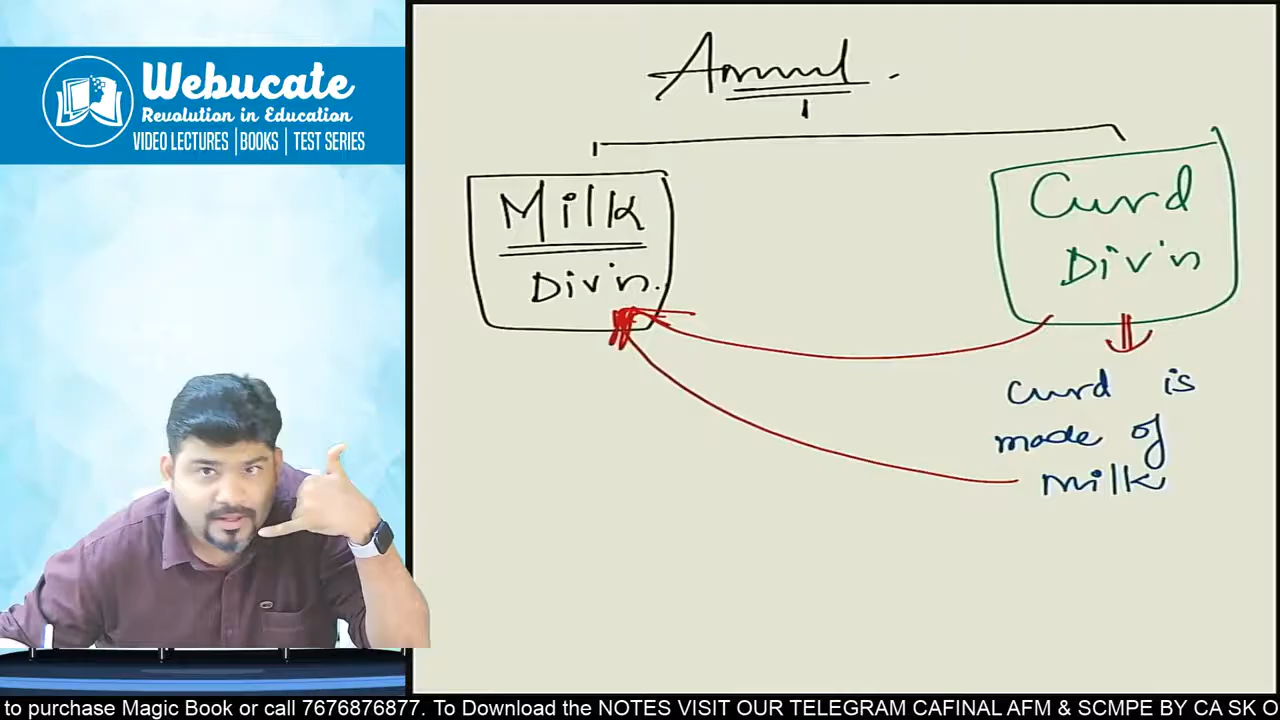 Webucate
Revolution in Education
VIDEO LECTURES | BOOKS | TEST SERIES
Amul
Milk
Div'n.
Curd
Div'n
Curd is
made of
Milk
to purchase Magic Book or call 7676876877. To Download the NOTES VISIT OUR TELEGRAM CAFINAL AFM & SCMPE BY CA SK O